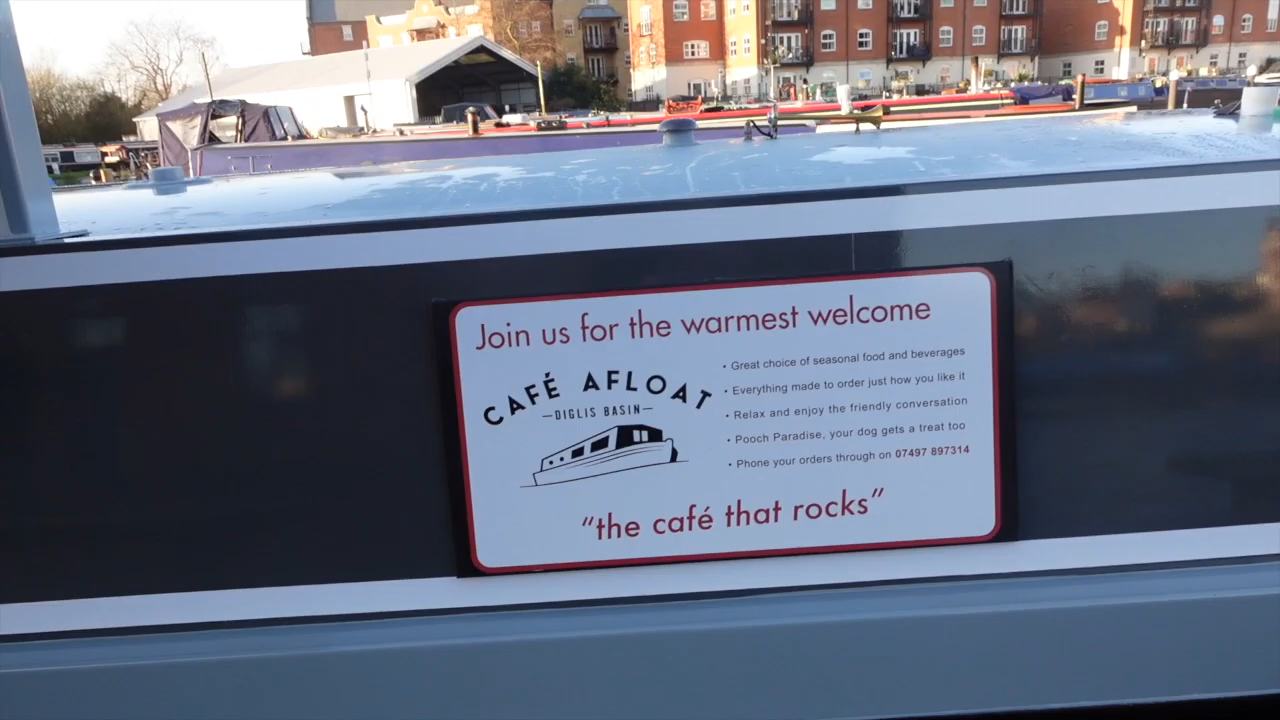 Join us for the warmest welcome
CAFÉ AFLOAT
—DIGLIS BASIN—
• Great choice of seasonal food and beverages
• Everything made to order just how you like it
• Relax and enjoy the friendly conversation
• Pooch Paradise, your dog gets a treat too
• Phone your orders through on 07497 897314
“the café that rocks”